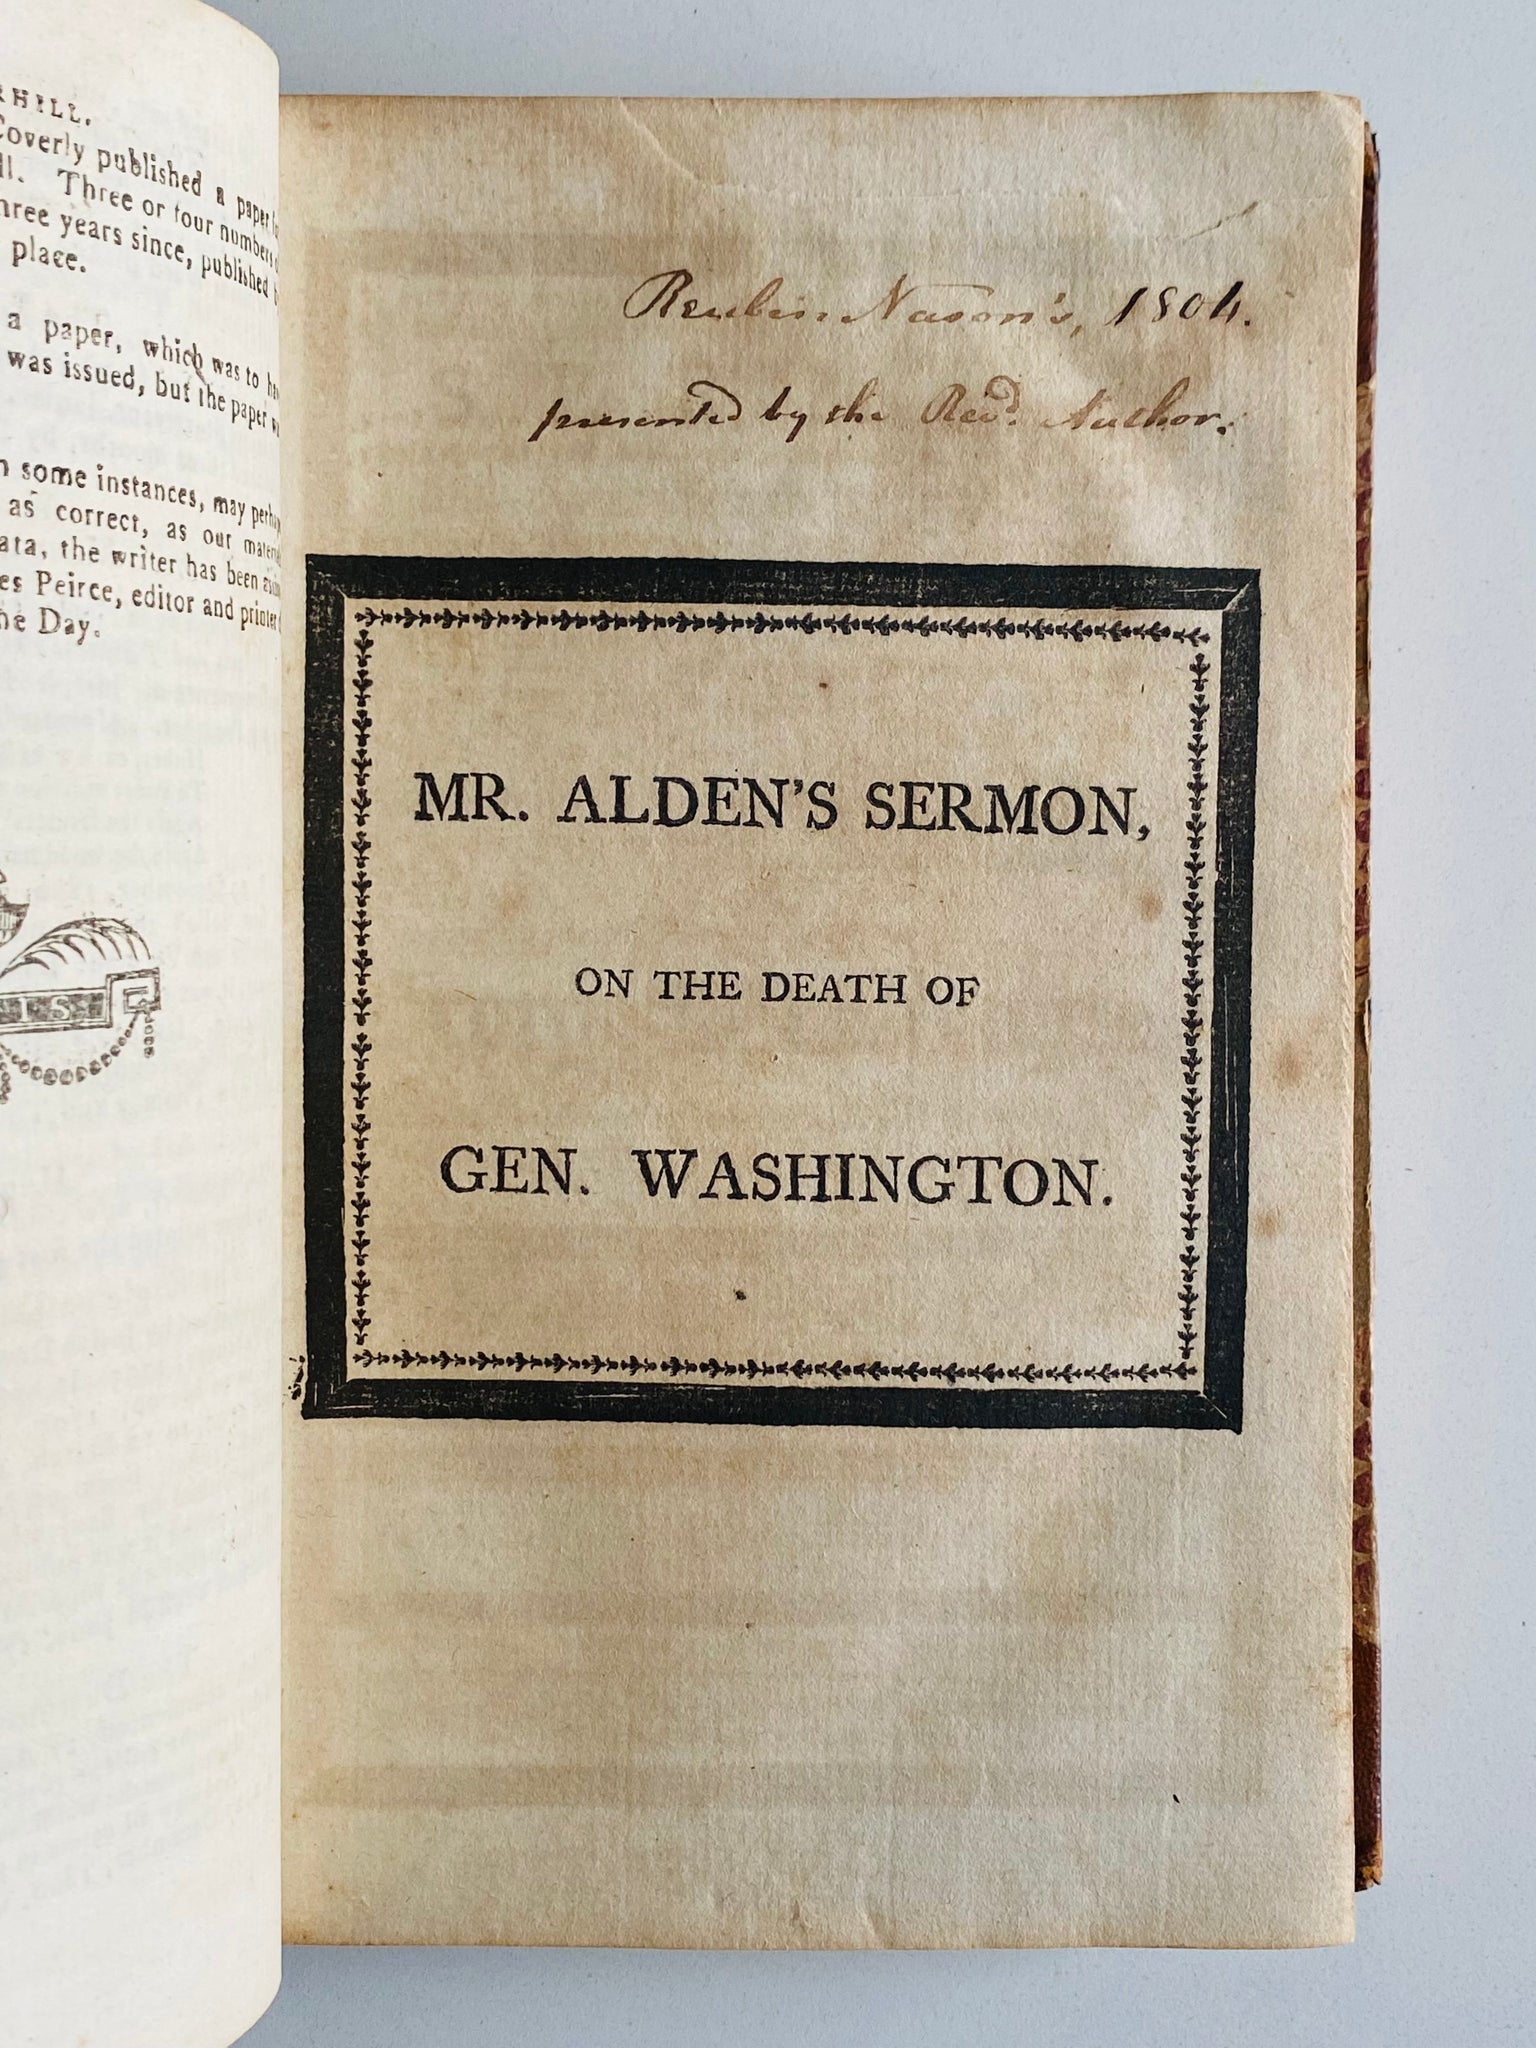 RHILL.
Coverly published a paper
ll. Three or four numbers
three years since, published
place.
a paper, which was to
was issued, but the paper
n some instances, may
as correct, as our
ata, the writer has been
es Peirce, editor and printer
he Day.
IS
Reuben Nason's, 1804.
presented by the Revd. Author.
MR. ALDEN'S SERMON,
ON THE DEATH OF
GEN. WASHINGTON.